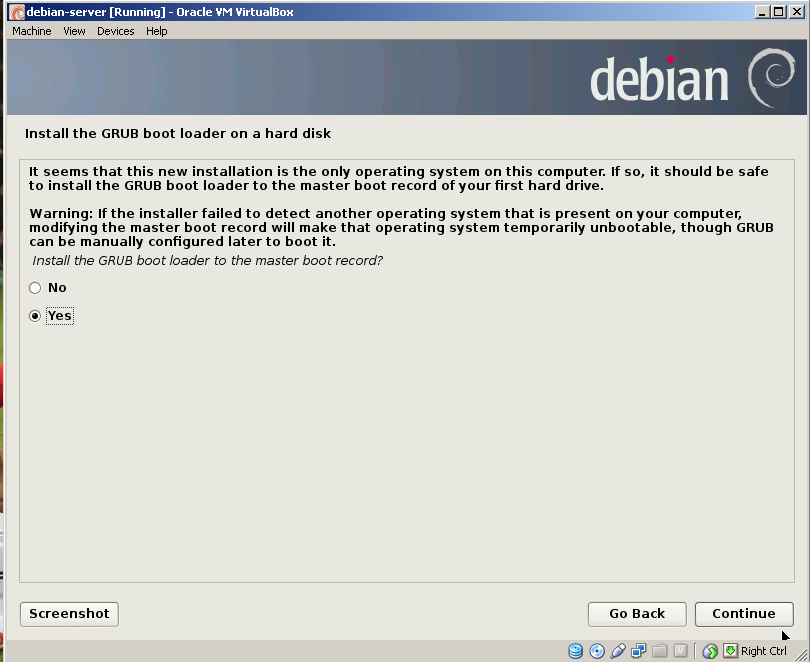 debian-server [Running] - Oracle VM VirtualBox
Machine View Devices Help
debian
Install the GRUB boot loader on a hard disk
It seems that this new installation is the only operating system on this computer. If so, it should be safe
to install the GRUB boot loader to the master boot record of your first hard drive.
Warning: If the installer failed to detect another operating system that is present on your computer,
modifying the master boot record will make that operating system temporarily unbootable, though GRUB
can be manually configured later to boot it.
Install the GRUB boot loader to the master boot record?
No
Yes
Screenshot
Go Back
Continue
Right Ctrl